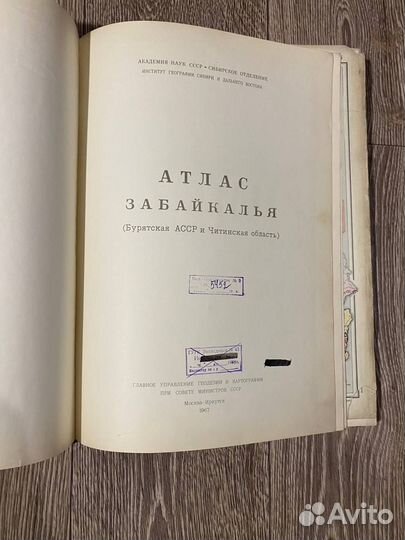 АКАДЕМИЯ НАУК СССР • СИБИРСКОЕ ОТДЕЛЕНИЕ
ИНСТИТУТ ГЕОГРАФИИ СИБИРИ И ДАЛЬНЕГО ВОСТОКА
АТЛАС
ЗАБАЙКАЛЬЯ
(Бурятская АССР и Читинская область)
5452
ГЛАВНОЕ УПРАВЛЕНИЕ ГЕОДЕЗИИ И КАРТОГРАФИИ
ПРИ СОВЕТЕ МИНИСТРОВ СССР
Москва-Иркутск
1967
Avito